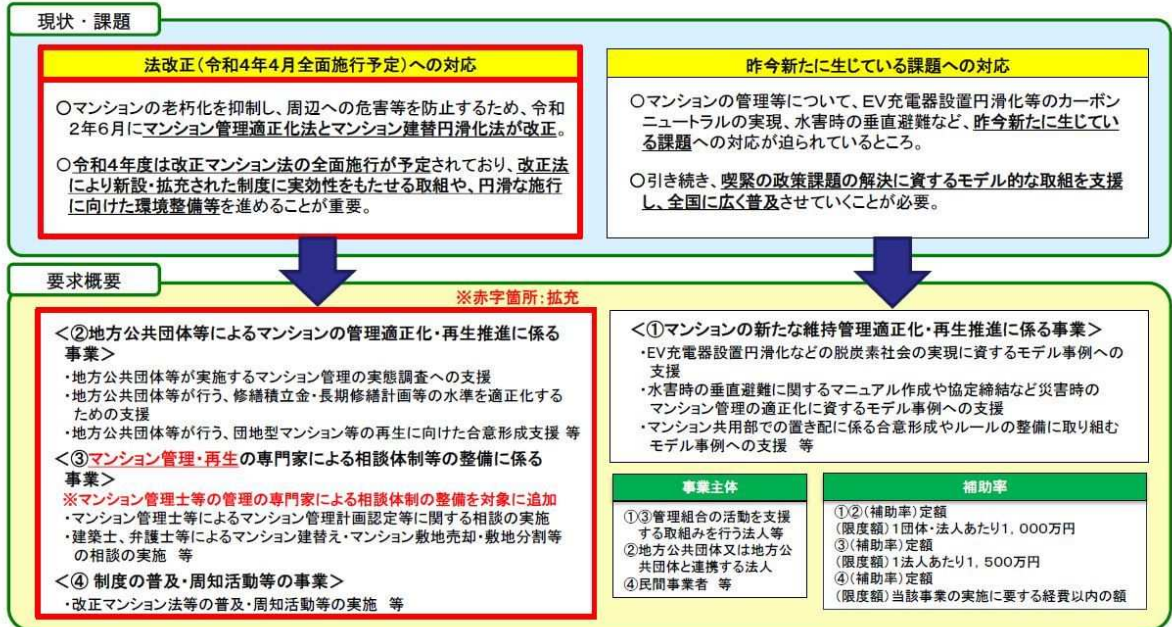 現状・課題
法改正(令和4年4月全面施行予定)への対応
○マンションの老朽化を抑制し、周辺への危害等を防止するため、令和
2年6月にマンション管理適正化法とマンション建替円滑化法が改正。
○令和4年度は改正マンション法の全面施行が予定されており、改正法
により新設・拡充された制度に実効性をもたせる取組や、円滑な施行
に向けた環境整備等を進めることが重要。
昨今新たに生じている課題への対応
○マンションの管理等について、EV充電器設置円滑化等のカーボン
ニュートラルの実現、水害時の垂直避難など、昨今新たに生じてい
る課題への対応が迫られているところ。
○引き続き、喫緊の政策課題の解決に資するモデル的な取組を支援
し、全国に広く普及させていくことが必要。
要求概要
※赤字箇所:拡充
<②地方公共団体等によるマンションの管理適正化・再生推進に係る
事業>
・地方公共団体等が実施するマンション管理の実態調査への支援
・地方公共団体等が行う、修繕積立金・長期修繕計画等の水準を適正化する
ための支援
・地方公共団体等が行う、団地型マンション等の再生に向けた合意形成支援 等
<③マンション管理・再生の専門家による相談体制等の整備に係る
事業>
※マンション管理士等の管理の専門家による相談体制の整備を対象に追加
・マンション管理士等によるマンション管理計画認定等に関する相談の実施
・建築士、弁護士等によるマンション建替え・マンション敷地売却・敷地分割等
の相談の実施 等
<④ 制度の普及・周知活動等の事業>
・改正マンション法等の普及・周知活動等の実施 等
<①マンションの新たな維持管理適正化・再生推進に係る事業>
・EV充電器設置円滑化などの脱炭素社会の実現に資するモデル事例への
支援
・水害時の垂直避難に関するマニュアル作成や協定締結など災害時の
マンション管理の適正化に資するモデル事例への支援
・マンション共用部での置き配に係る合意形成やルールの整備に取り組む
モデル事例への支援 等
事業主体
①③管理組合の活動を支援
する取組みを行う法人等
②地方公共団体又は地方公
共団体と連携する法人
④民間事業者 等
補助率
①②(補助率)定額
(限度額)1団体・法人あたり1,000万円
③(補助率)定額
(限度額)1法人あたり1,500万円
④(補助率)定額
(限度額)当該事業の実施に要する経費以内の額